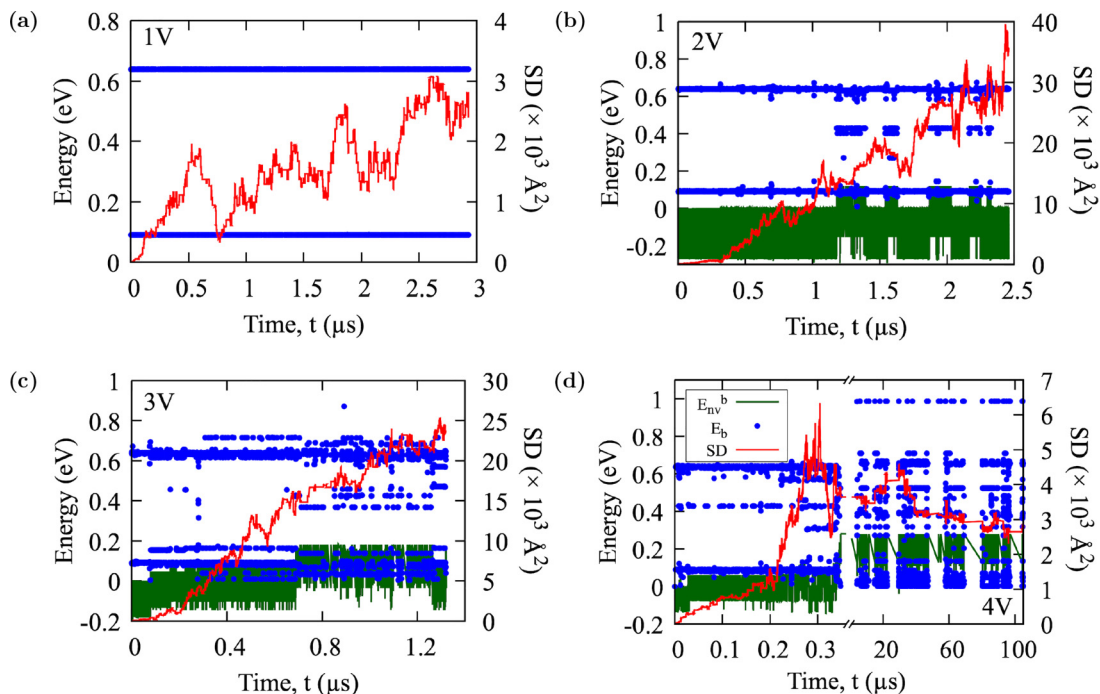 (a)
1V
Energy (eV)
0.8
0.6
0.4
0.2
0
SD (× 10³ Å²)
4
3
2
1
0
0 0.5 1 1.5 2 2.5 3
Time, t (µs)
(b)
2V
Energy (eV)
1
0.8
0.6
0.4
0.2
0
-0.2
SD (× 10³ Å²)
40
30
20
10
0
0 0.5 1 1.5 2 2.5
Time, t (µs)
(c)
3V
Energy (eV)
1
0.8
0.6
0.4
0.2
0
-0.2
SD (× 10³ Å²)
30
25
20
15
10
5
0
0 0.4 0.8 1.2
Time, t (µs)
(d)
E_nv^b
E_b
SD
4V
Energy (eV)
1
0.8
0.6
0.4
0.2
0
-0.2
SD (× 10³ Å²)
7
6
5
4
3
2
1
0
0 0.1 0.2 0.3 20 60 100
Time, t (µs)